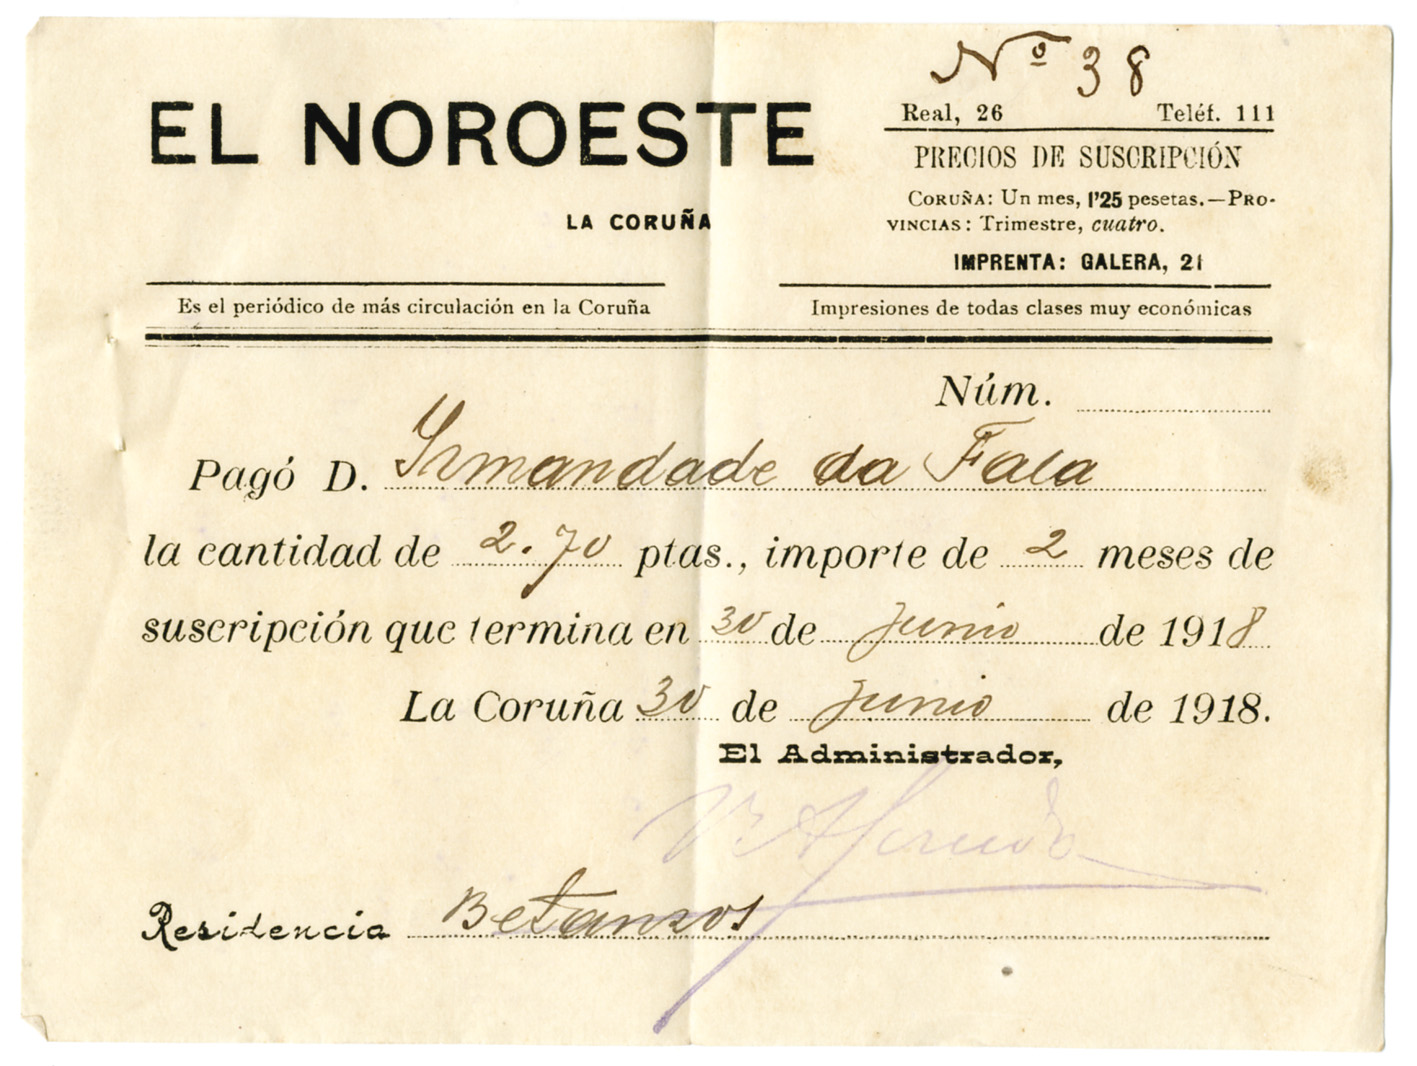 Nº 38
EL NOROESTE
LA CORUÑA
Real, 26 Teléf. 111
PRECIOS DE SUSCRIPCIÓN
CORUÑA: Un mes, 1'25 pesetas.—PRO-
VINCIAS: Trimestre, cuatro.
IMPRENTA: GALERA, 21
Es el periódico de más circulación en la Coruña
Impresiones de todas clases muy económicas
Núm.
Pagó D. Irmandade da Fala
la cantidad de 2.70 ptas., importe de 2 meses de
suscripción que termina en 30 de Junio de 1918
La Coruña 30 de Junio de 1918.
El Administrador,
Residencia Betanzos